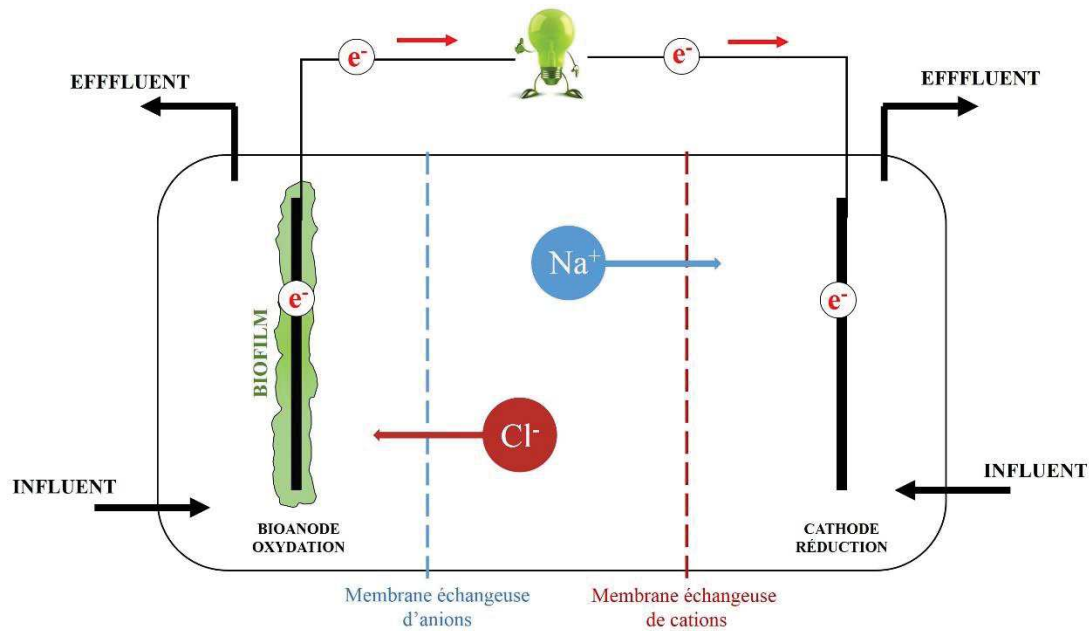 e-
e-
EFFFLUENT
EFFFLUENT
Na+
e-
e-
BIOFILM
Cl-
INFLUENT
INFLUENT
BIOANODE
OXYDATION
CATHODE
RÉDUCTION
Membrane échangeuse
d'anions
Membrane échangeuse
de cations